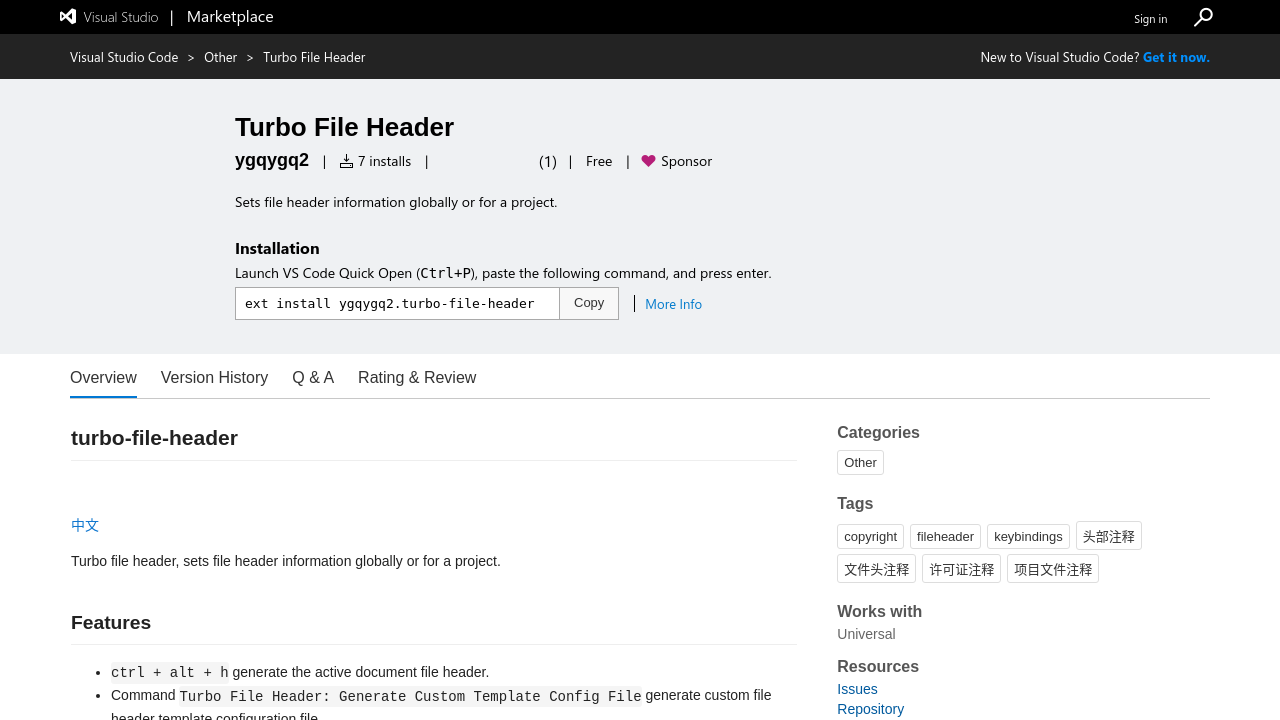 Visual Studio | Marketplace
Sign in
Visual Studio Code > Other > Turbo File Header
New to Visual Studio Code? Get it now.
Turbo File Header
ygqygq2 | 7 installs | (1) | Free | Sponsor
Sets file header information globally or for a project.
Installation
Launch VS Code Quick Open (Ctrl+P), paste the following command, and press enter.
ext install ygqygq2.turbo-file-header
Copy
More Info
Overview
Version History
Q & A
Rating & Review
turbo-file-header
中文
Turbo file header, sets file header information globally or for a project.
Features
ctrl + alt + h generate the active document file header.
Command Turbo File Header: Generate Custom Template Config File generate custom file
header template configuration file.
Categories
Other
Tags
copyright fileheader keybindings 头部注释
文件头注释 许可证注释 项目文件注释
Works with
Universal
Resources
Issues
Repository